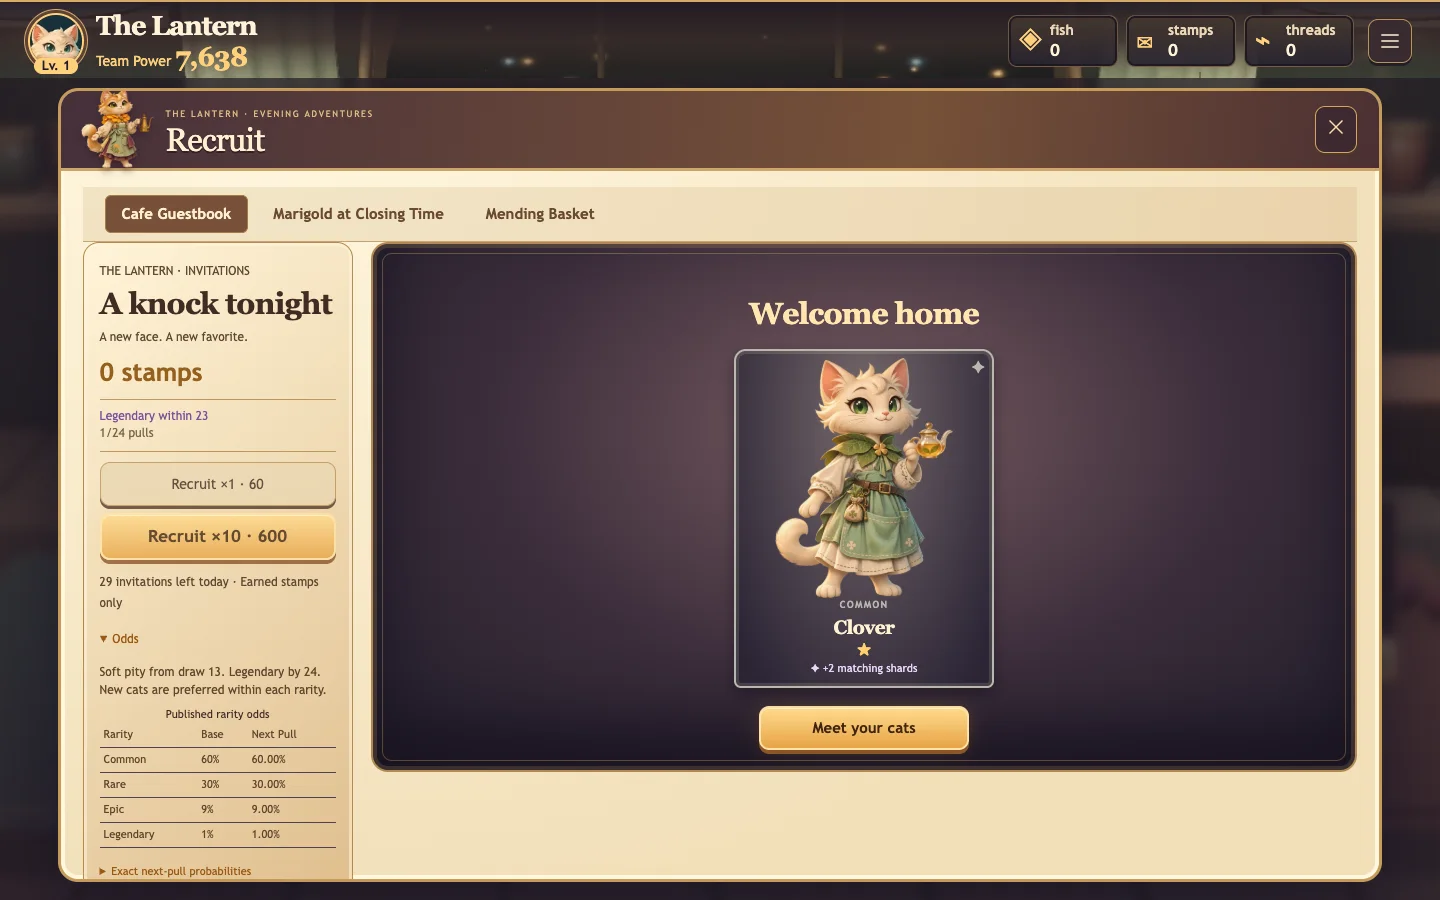 The Lantern
Team Power 7,638
Lv. 1
fish
0
stamps
0
threads
0
THE LANTERN · EVENING ADVENTURES
Recruit
Cafe Guestbook
Marigold at Closing Time
Mending Basket
THE LANTERN · INVITATIONS
A knock tonight
A new face. A new favorite.
0 stamps
Legendary within 23
1/24 pulls
Recruit ×1 · 60
Recruit ×10 · 600
29 invitations left today · Earned stamps
only
▼ Odds
Soft pity from draw 13. Legendary by 24.
New cats are preferred within each rarity.
Published rarity odds
Rarity Base Next Pull
Common 60% 60.00%
Rare 30% 30.00%
Epic 9% 9.00%
Legendary 1% 1.00%
▶ Exact next-pull probabilities
Welcome home
COMMON
Clover
✦ +2 matching shards
Meet your cats